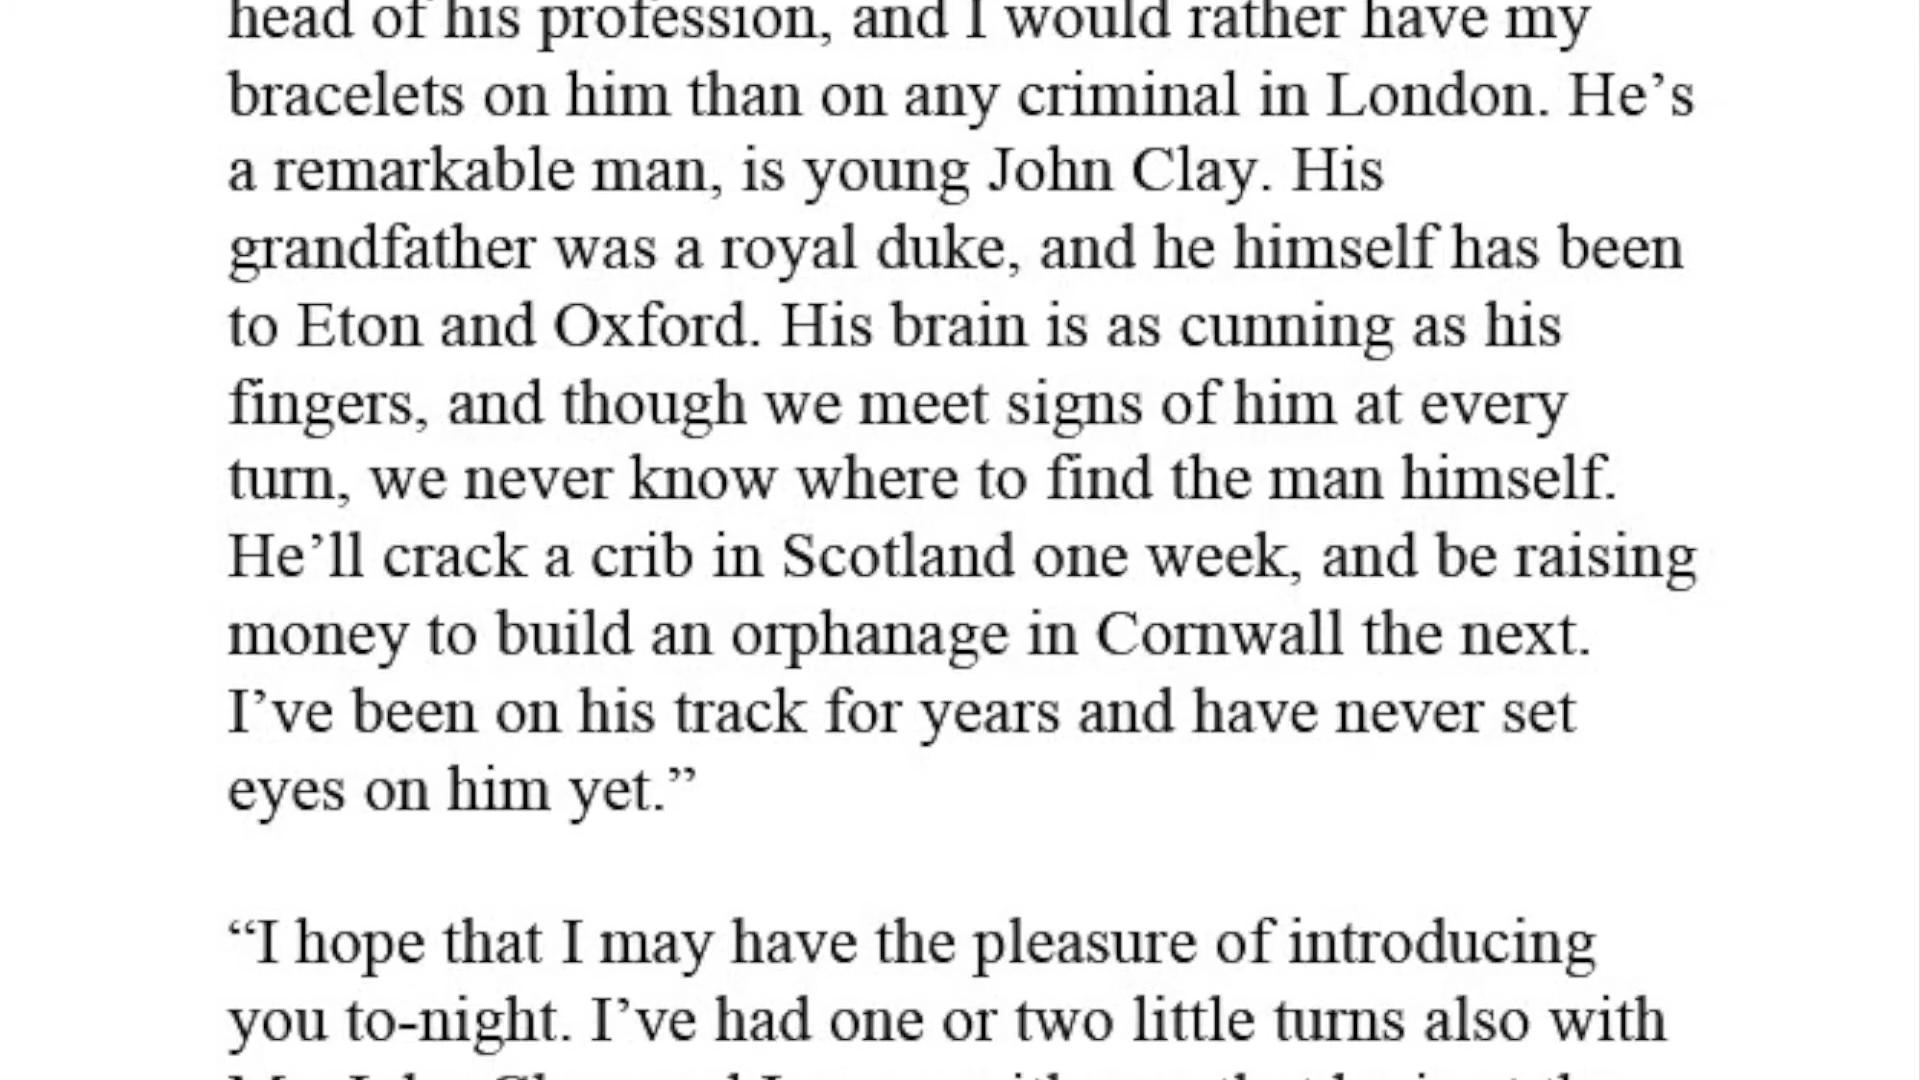 head of his profession, and I would rather have my
bracelets on him than on any criminal in London. He’s
a remarkable man, is young John Clay. His
grandfather was a royal duke, and he himself has been
to Eton and Oxford. His brain is as cunning as his
fingers, and though we meet signs of him at every
turn, we never know where to find the man himself.
He’ll crack a crib in Scotland one week, and be raising
money to build an orphanage in Cornwall the next.
I’ve been on his track for years and have never set
eyes on him yet.”
“I hope that I may have the pleasure of introducing
you to-night. I’ve had one or two little turns also with